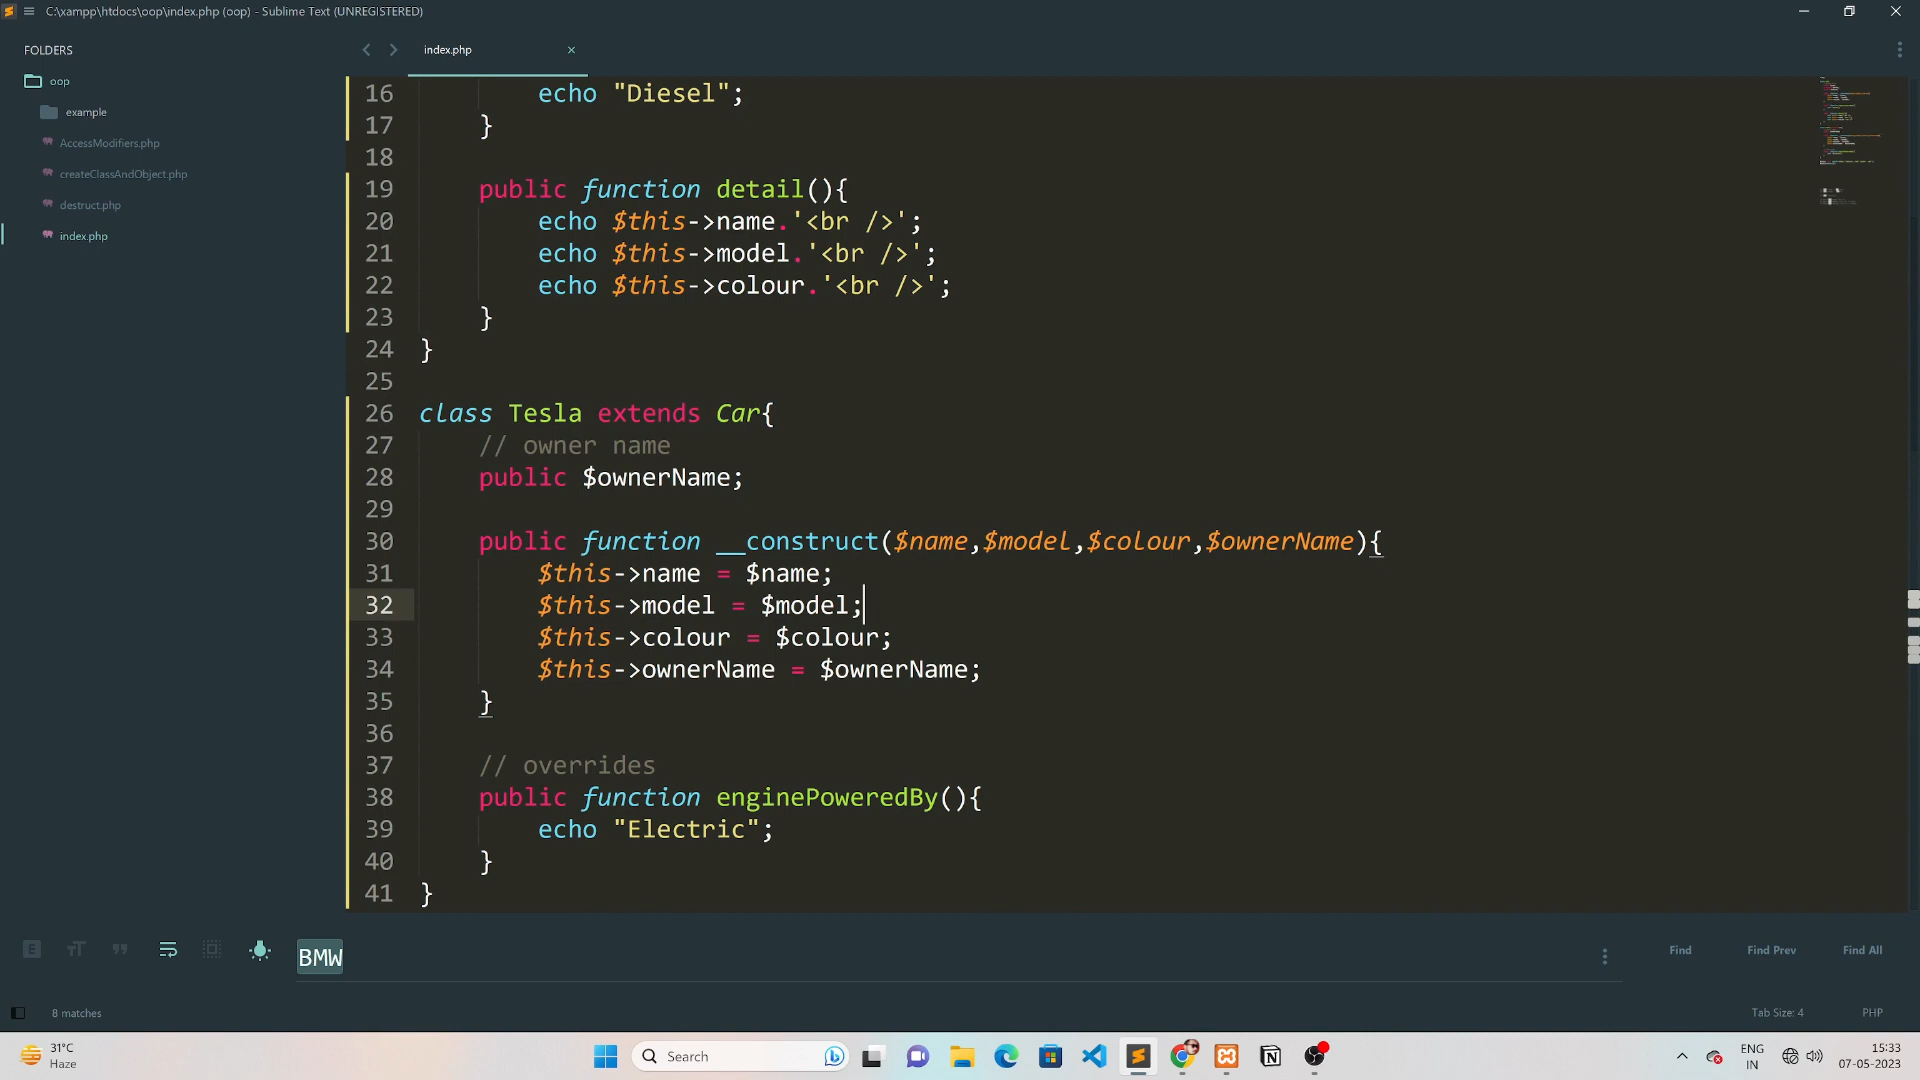 C:\xampp\htdocs\oop\index.php (oop) - Sublime Text (UNREGISTERED)
FOLDERS
oop
example
AccessModifiers.php
createClassAndObject.php
destruct.php
index.php
index.php
16 echo "Diesel";
17 }
18
19 public function detail(){
20 echo $this->name.'<br />';
21 echo $this->model.'<br />';
22 echo $this->colour.'<br />';
23 }
24 }
25
26 class Tesla extends Car{
27 // owner name
28 public $ownerName;
29
30 public function __construct($name,$model,$colour,$ownerName){
31 $this->name = $name;
32 $this->model = $model;
33 $this->colour = $colour;
34 $this->ownerName = $ownerName;
35 }
36
37 // overrides
38 public function enginePoweredBy(){
39 echo "Electric";
40 }
41 }
BMW
Find
Find Prev
Find All
8 matches
Tab Size: 4
PHP
31°C
Haze
Search
ENG
IN
15:33
07-05-2023